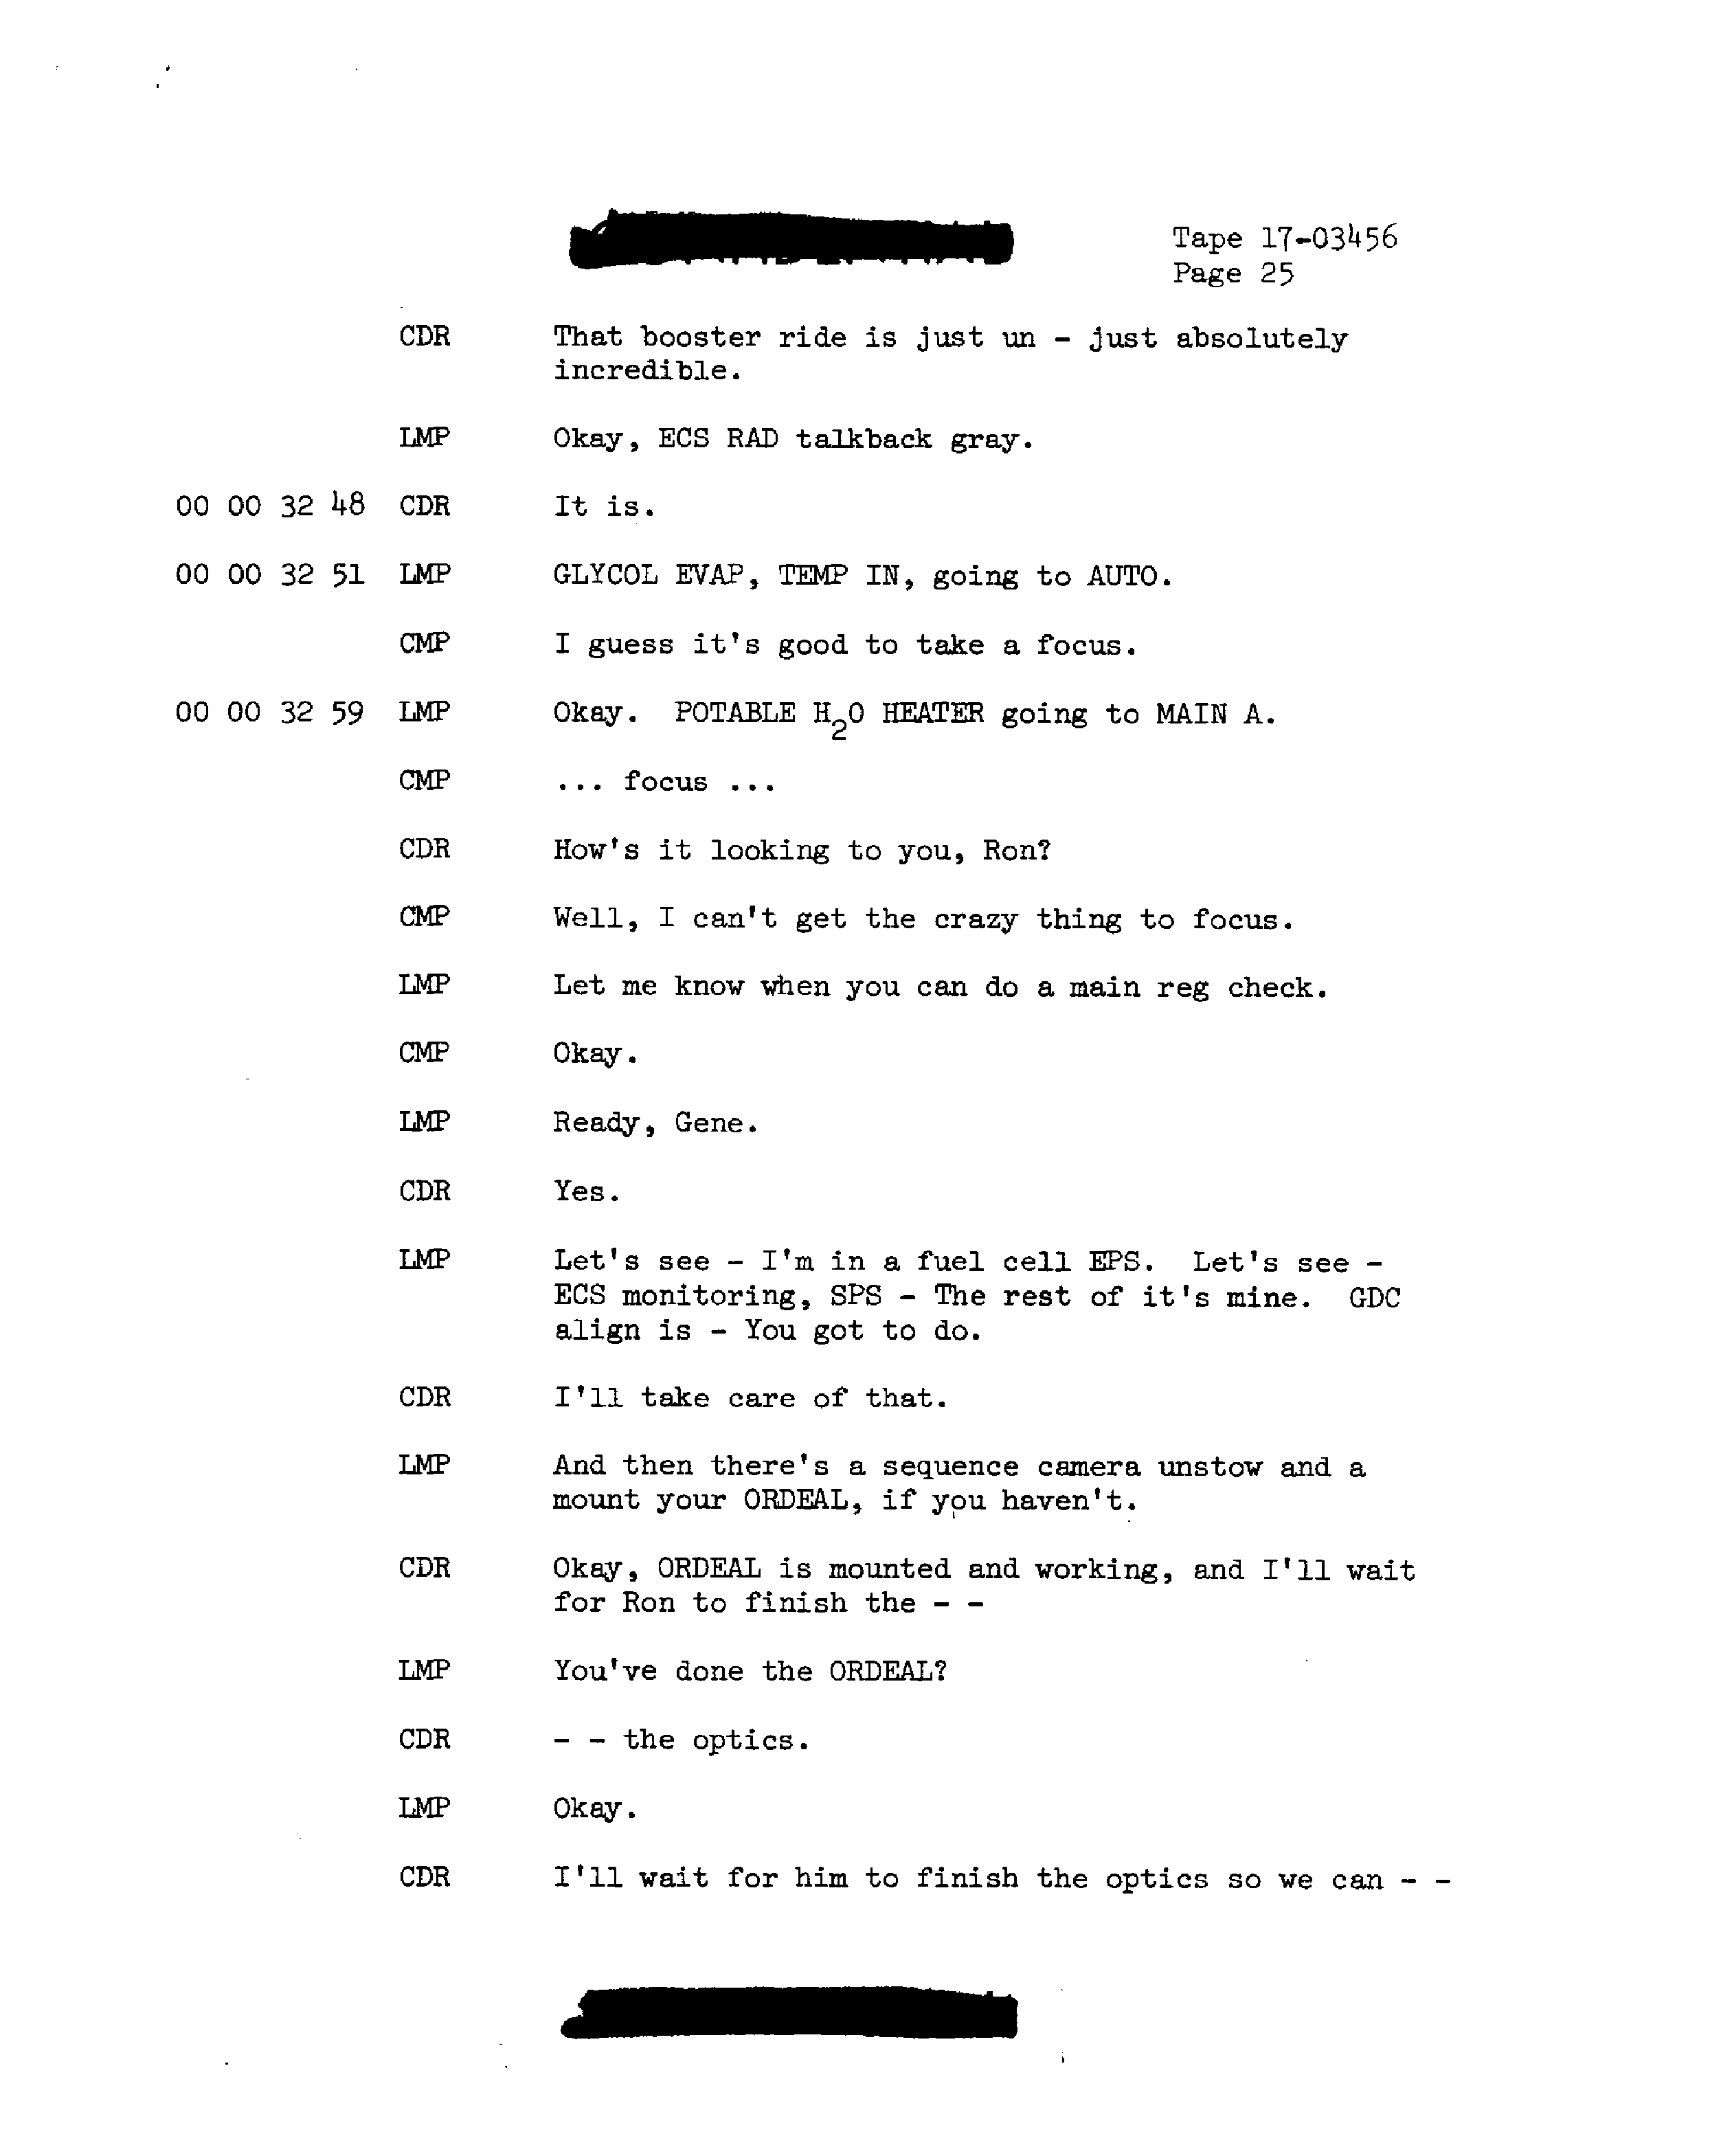 Tape 17-03456
Page 25
CDR That booster ride is just un - just absolutely
incredible.
LMP Okay, ECS RAD talkback gray.
00 00 32 48 CDR It is.
00 00 32 51 LMP GLYCOL EVAP, TEMP IN, going to AUTO.
CMP I guess it's good to take a focus.
00 00 32 59 LMP Okay. POTABLE H2O HEATER going to MAIN A.
CMP ... focus ...
CDR How's it looking to you, Ron?
CMP Well, I can't get the crazy thing to focus.
LMP Let me know when you can do a main reg check.
CMP Okay.
LMP Ready, Gene.
CDR Yes.
LMP Let's see - I'm in a fuel cell EPS. Let's see -
ECS monitoring, SPS - The rest of it's mine. GDC
align is - You got to do.
CDR I'll take care of that.
LMP And then there's a sequence camera unstow and a
mount your ORDEAL, if you haven't.
CDR Okay, ORDEAL is mounted and working, and I'll wait
for Ron to finish the - -
LMP You've done the ORDEAL?
CDR - - the optics.
LMP Okay.
CDR I'll wait for him to finish the optics so we can - -